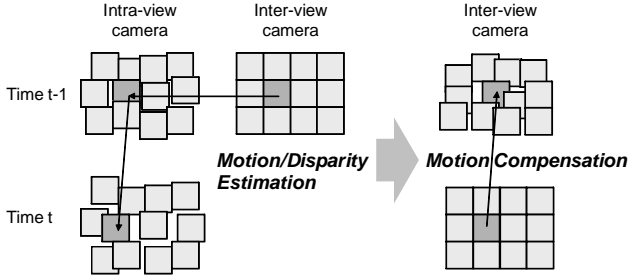 Intra-view
camera
Inter-view
camera
Inter-view
camera
Time t-1
Motion/Disparity
Estimation
Motion Compensation
Time t